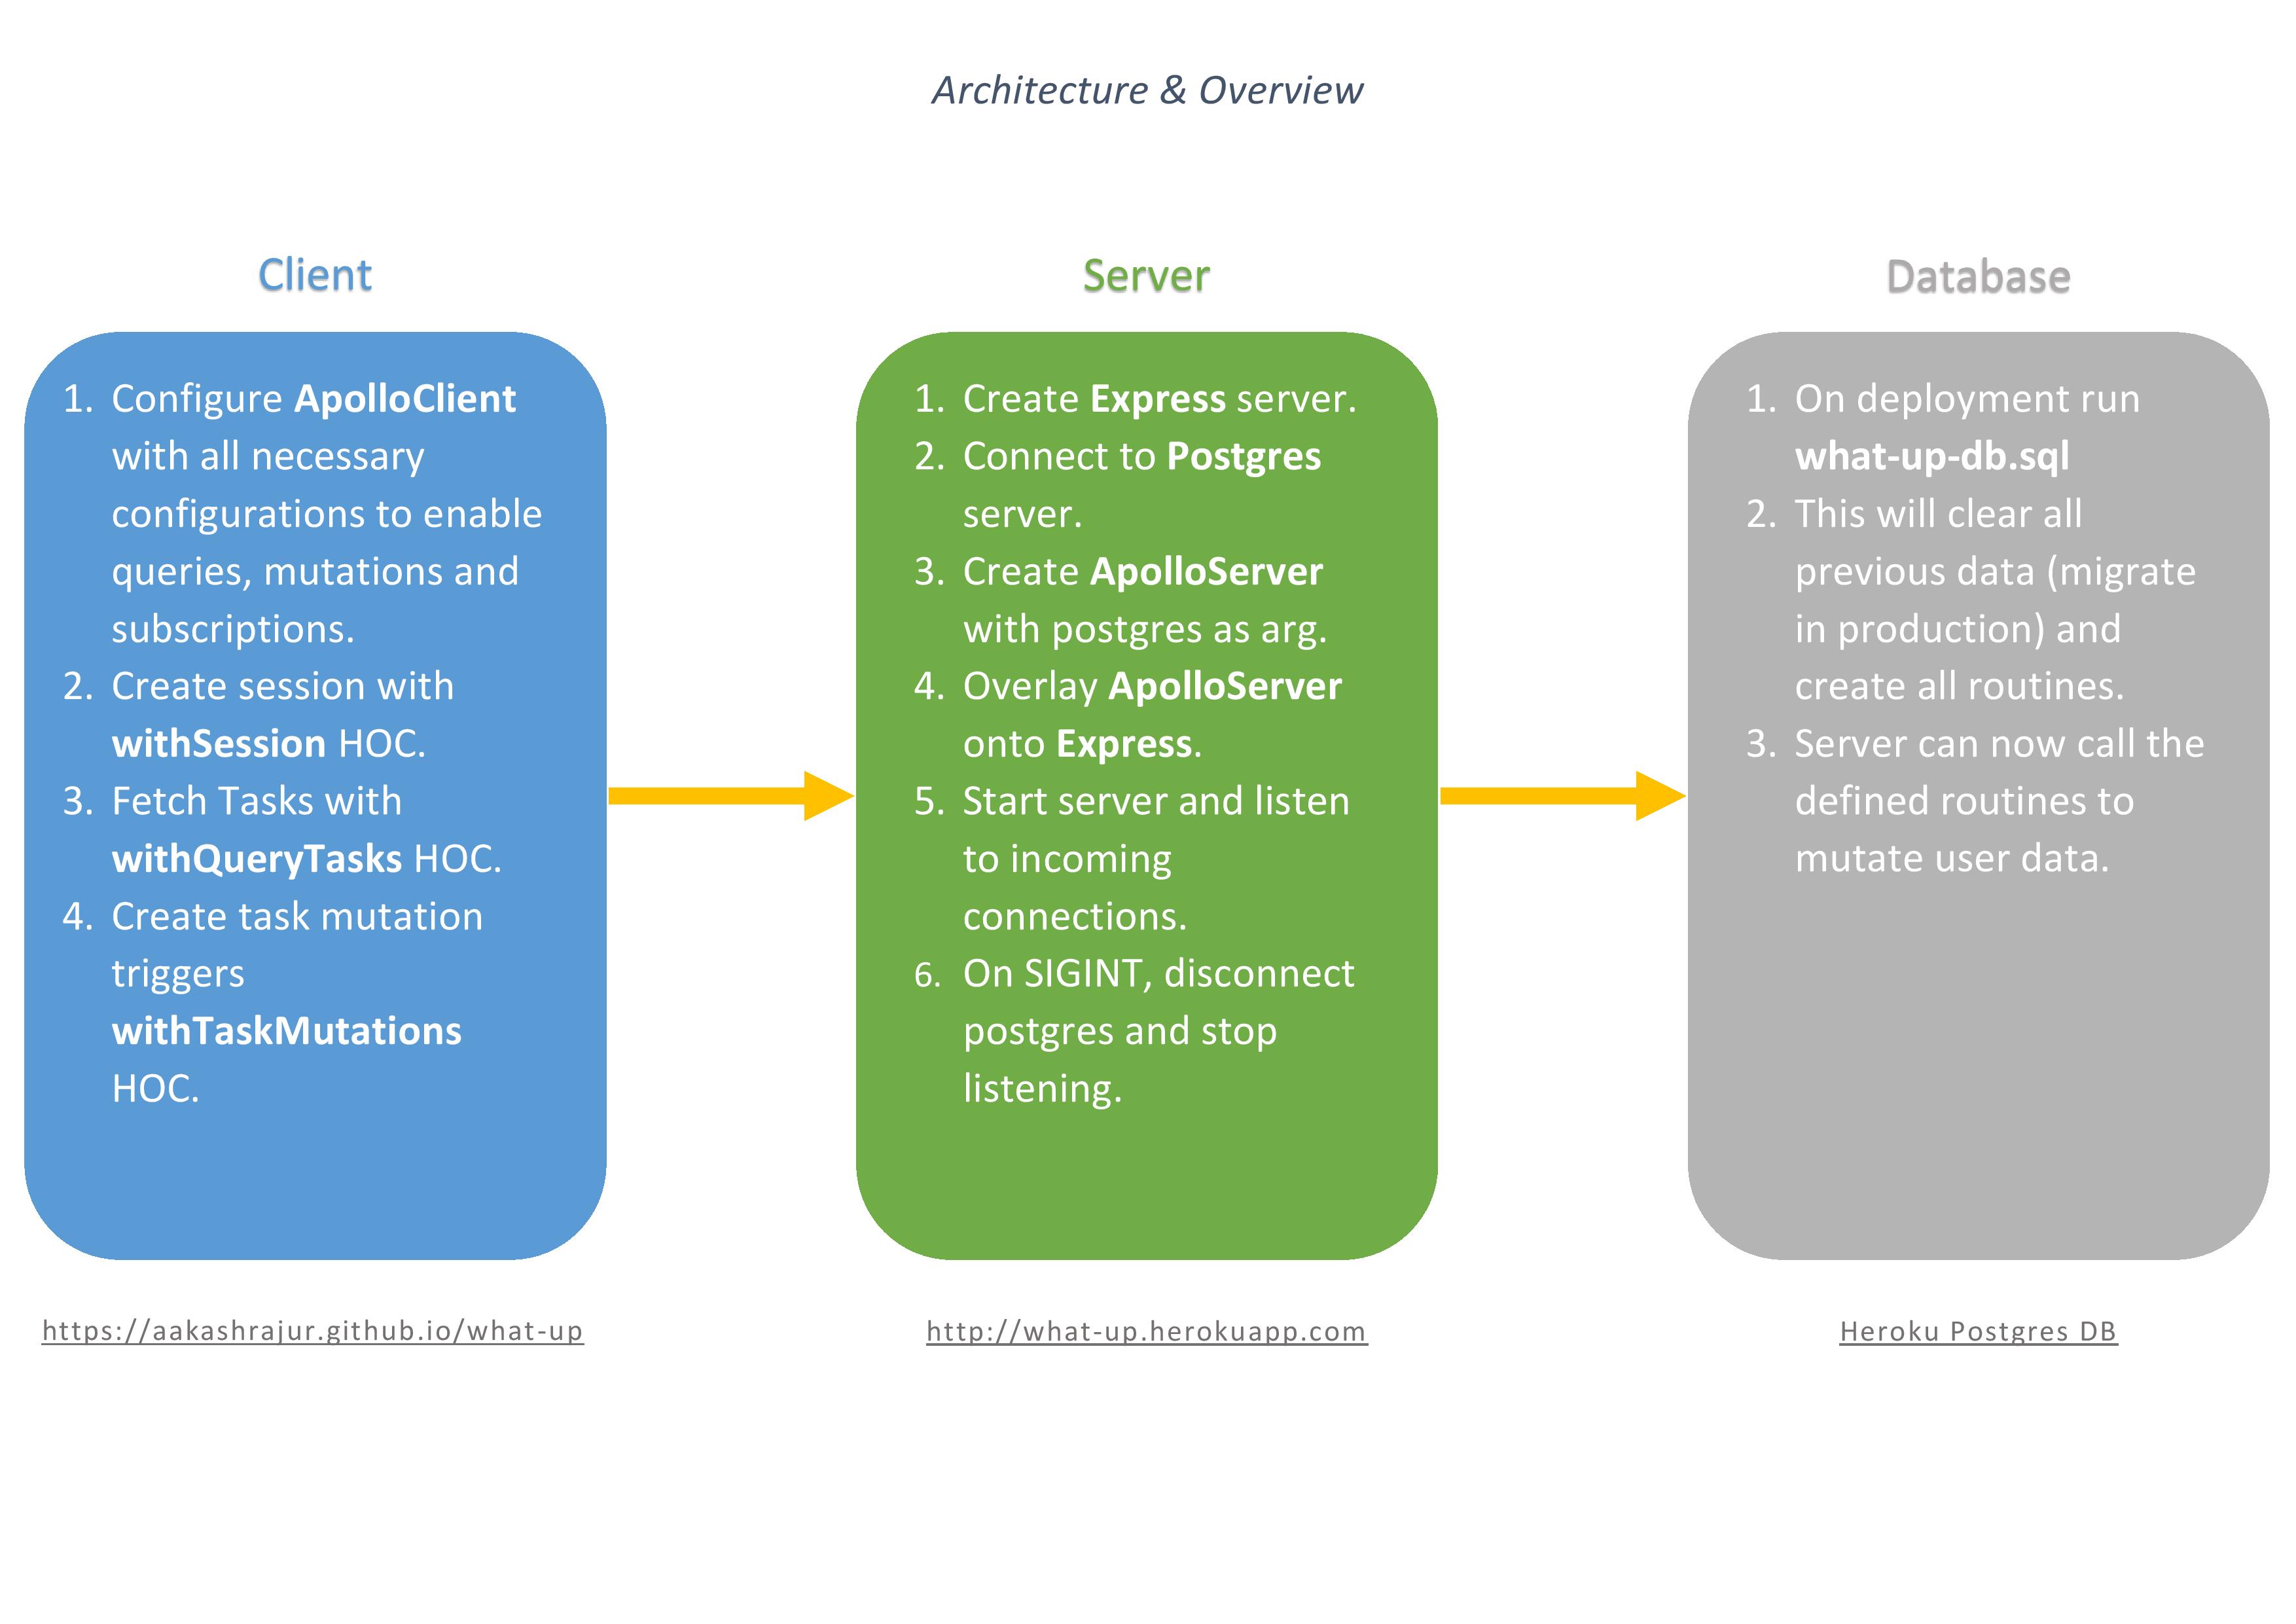 Architecture & Overview
Client
1. Configure ApolloClient
with all necessary
configurations to enable
queries, mutations and
subscriptions.
2. Create session with
withSession HOC.
3. Fetch Tasks with
withQueryTasks HOC.
4. Create task mutation
triggers
withTaskMutations
HOC.
https://aakashrajur.github.io/what-up
Server
1. Create Express server.
2. Connect to Postgres
server.
3. Create ApolloServer
with postgres as arg.
4. Overlay ApolloServer
onto Express.
5. Start server and listen
to incoming
connections.
6. On SIGINT, disconnect
postgres and stop
listening.
http://what-up.herokuapp.com
Database
1. On deployment run
what-up-db.sql
2. This will clear all
previous data (migrate
in production) and
create all routines.
3. Server can now call the
defined routines to
mutate user data.
Heroku Postgres DB